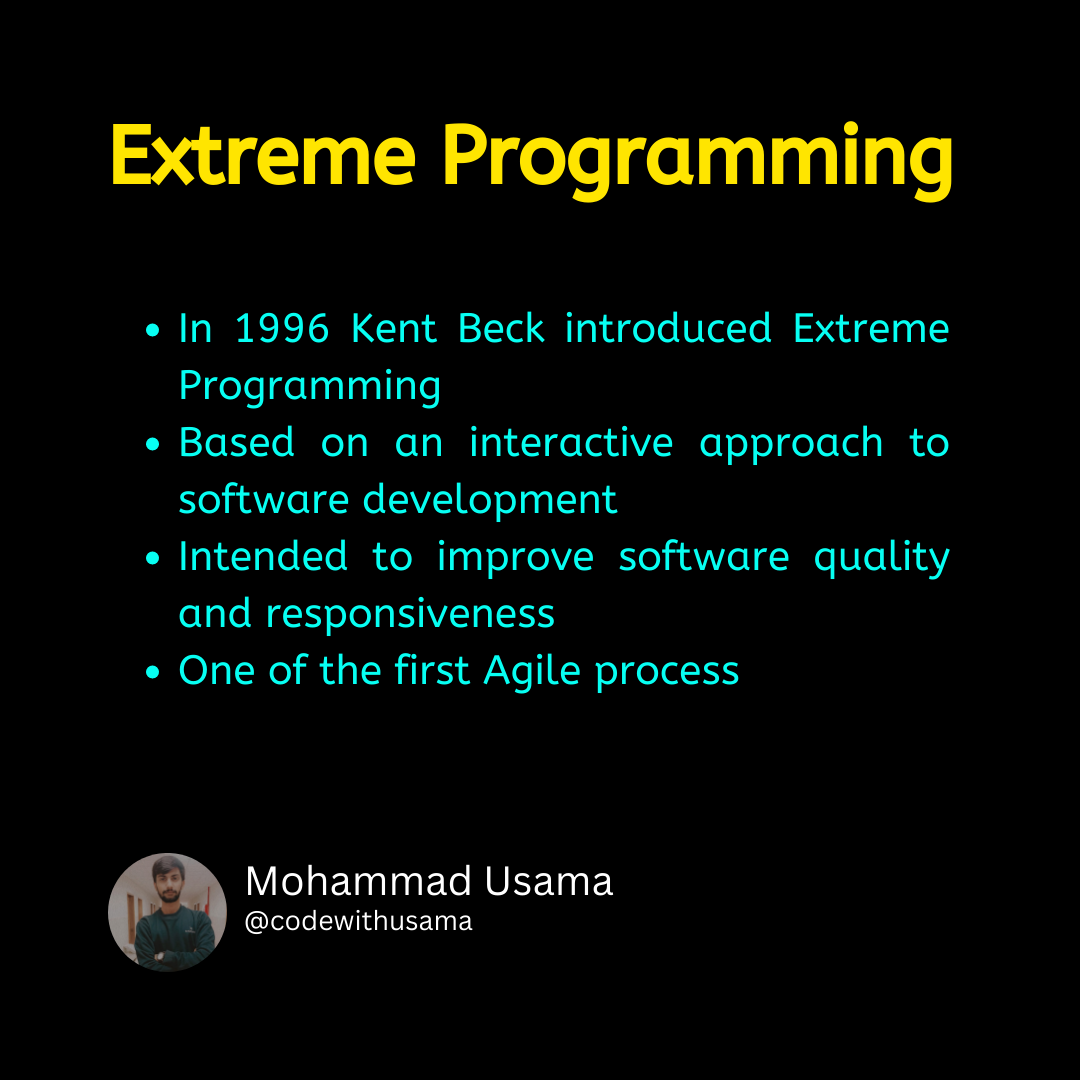 Extreme Programming
• In 1996 Kent Beck introduced Extreme
Programming
• Based on an interactive approach to
software development
• Intended to improve software quality
and responsiveness
• One of the first Agile process
Mohammad Usama
@codewithusama